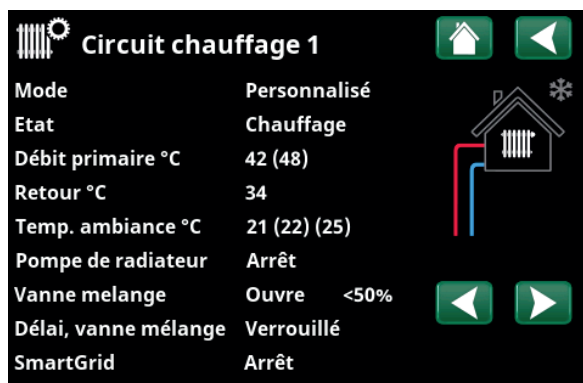 Circuit chauffage 1
Mode Personnalisé
Etat Chauffage
Débit primaire °C 42 (48)
Retour °C 34
Temp. ambiance °C 21 (22) (25)
Pompe de radiateur Arrêt
Vanne melange Ouvre <50%
Délai, vanne mélange Verrouillé
SmartGrid Arrêt